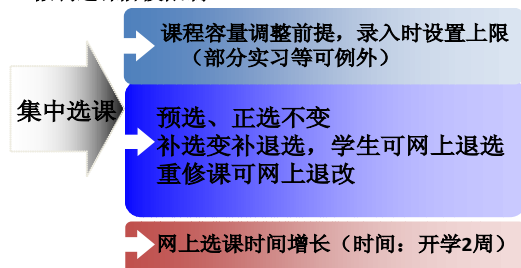 课程容量调整前提，录入时设置上限
（部分实习等可例外）
集中选课
预选、正选不变
补选变补退选，学生可网上退选
重修课可网上退改
网上选课时间增长（时间：开学2周）